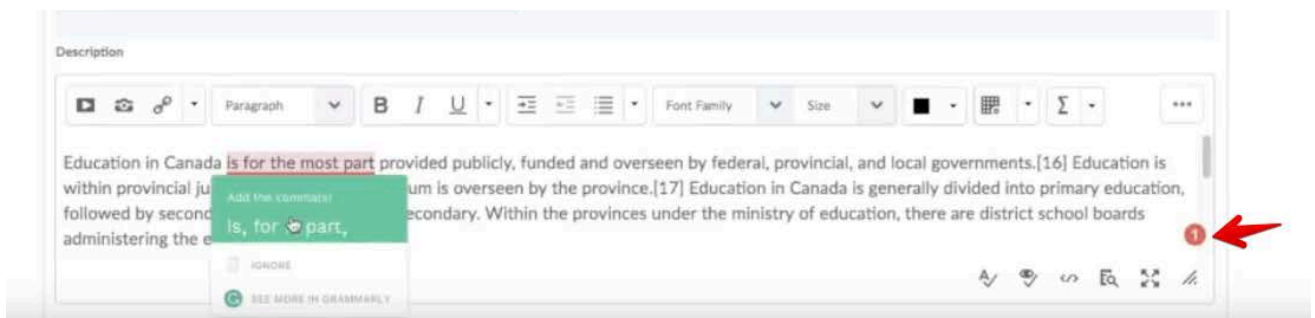 Description
Paragraph B I U Font Family Size Σ
Education in Canada is for the most part provided publicly, funded and overseen by federal, provincial, and local governments.[16] Education is
within provincial ju um is overseen by the province.[17] Education in Canada is generally divided into primary education,
followed by second econdary. Within the provinces under the ministry of education, there are district school boards
administering the e
Add the comma(s)
is, for part,
IGNORE
SEE MORE IN GRAMMARLY
1